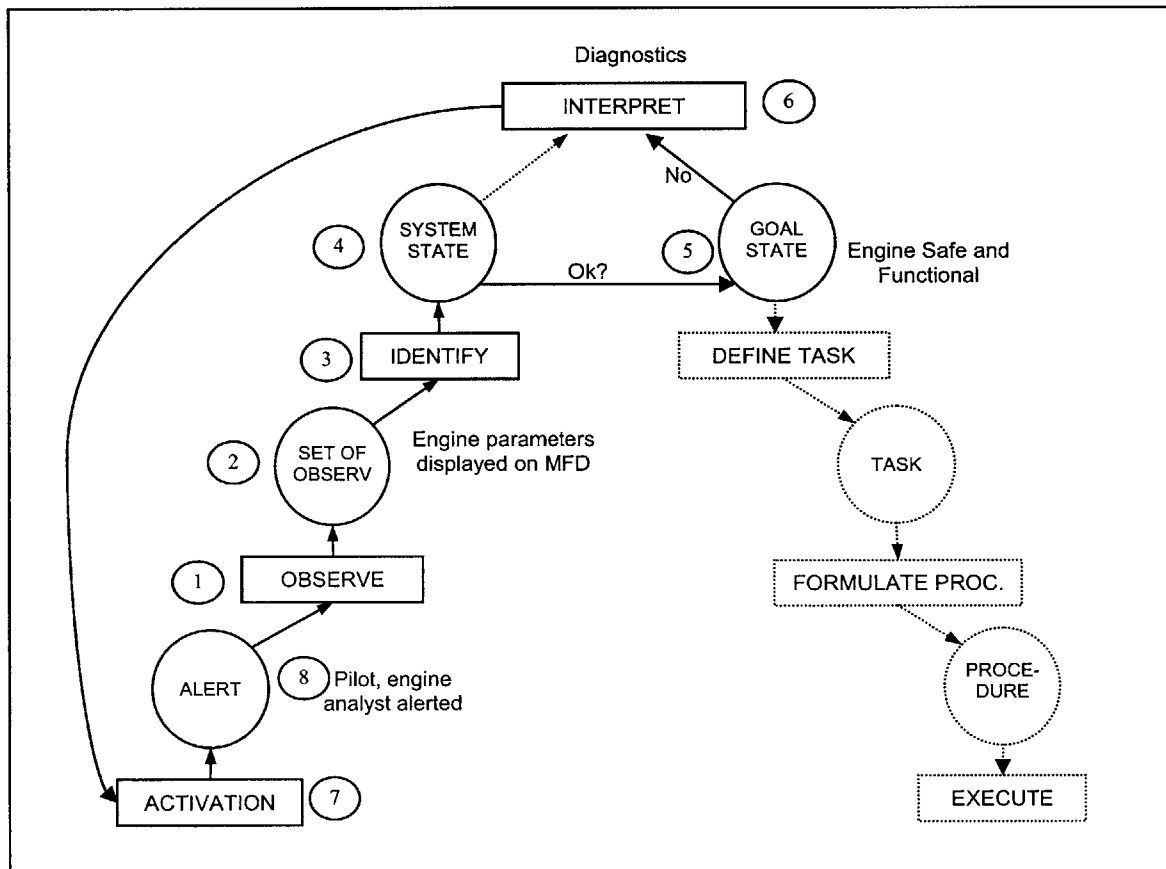 Diagnostics
INTERPRET
6
No
4
SYSTEM
STATE
5
GOAL
STATE
Engine Safe and
Functional
Ok?
3
IDENTIFY
DEFINE TASK
2
SET OF
OBSERV
Engine parameters
displayed on MFD
TASK
1
OBSERVE
FORMULATE PROC.
ALERT
8
Pilot, engine
analyst alerted
PROCE-
DURE
ACTIVATION
7
EXECUTE